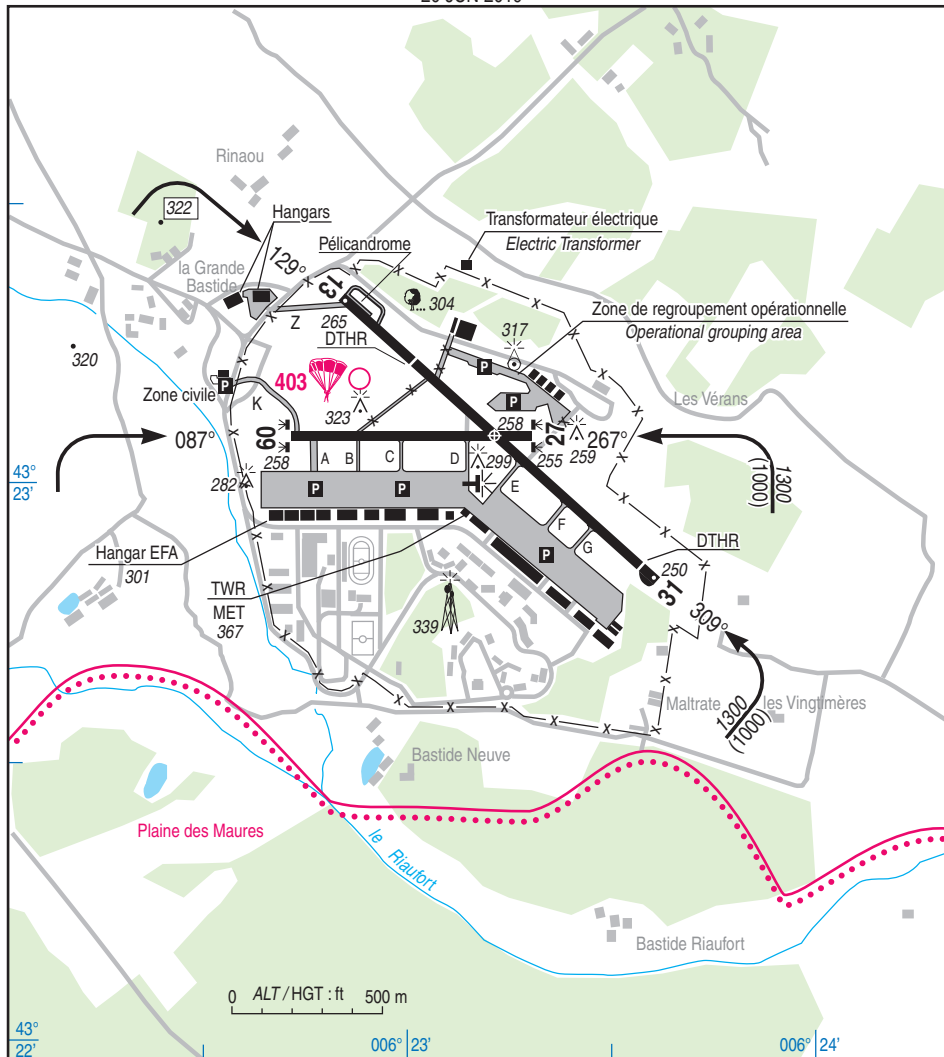 Rinaou
322
Hangars
Transformateur électrique
Electric Transformer
Pélicandrome
129°
la Grande
Bastide
13
304
Zone de regroupement opérationnelle
Operational grouping area
Z
265
DTHR
317
P
320
403
Les Vérans
Zone civile
P
K
323
P
087°
09
258
27
267°
258
A
B
C
D
299
255
259
1300
(1000)
43°
23'
282
P
P
E
F
G
P
DTHR
250
31
309°
Hangar EFA
301
TWR
MET
367
339
Maltrate
les Vingtimères
1300
(1000)
Bastide Neuve
Plaine des Maures
le Riaufort
Bastide Riaufort
0
ALT/HGT : ft
500 m
43°
22'
006°
23'
006°
24'